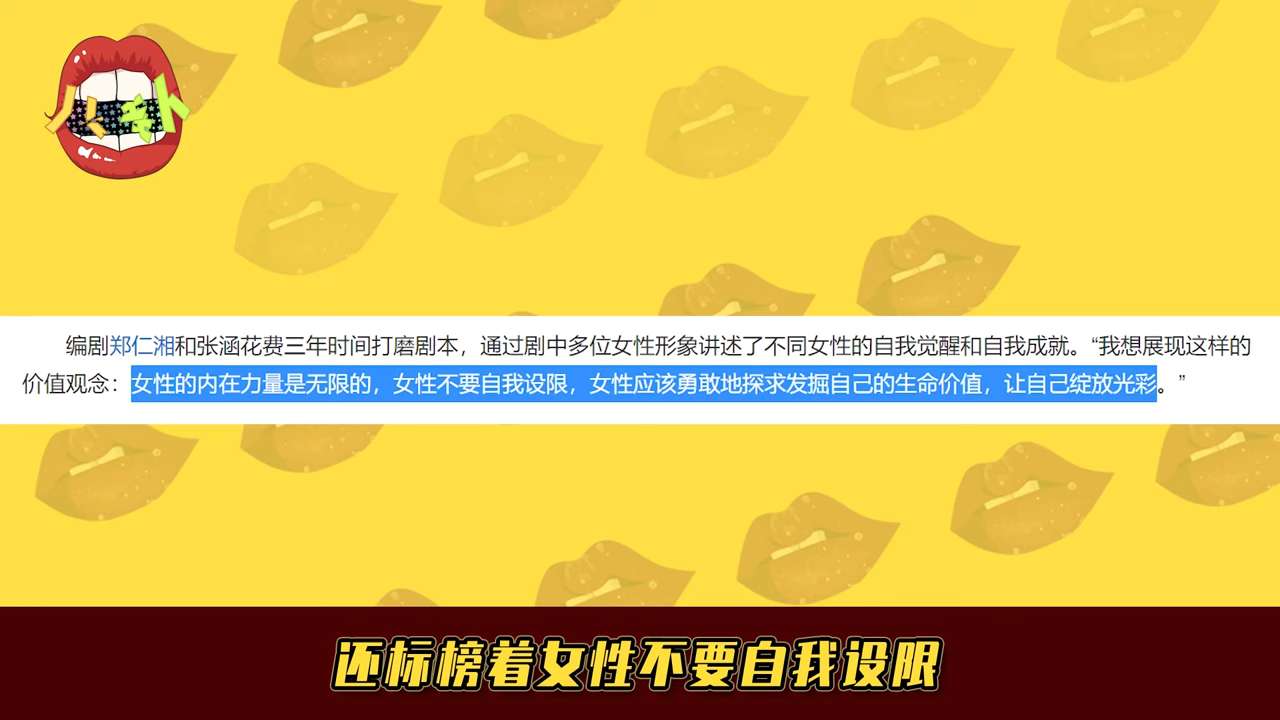 编剧郑仁湘和张涵花费三年时间打磨剧本，通过剧中多位女性形象讲述了不同女性的自我觉醒和自我成就。“我想展现这样的
价值观念：女性的内在力量是无限的，女性不要自我设限，女性应该勇敢地探求发掘自己的生命价值，让自己绽放光彩。”
还标榜着女性不要自我设限